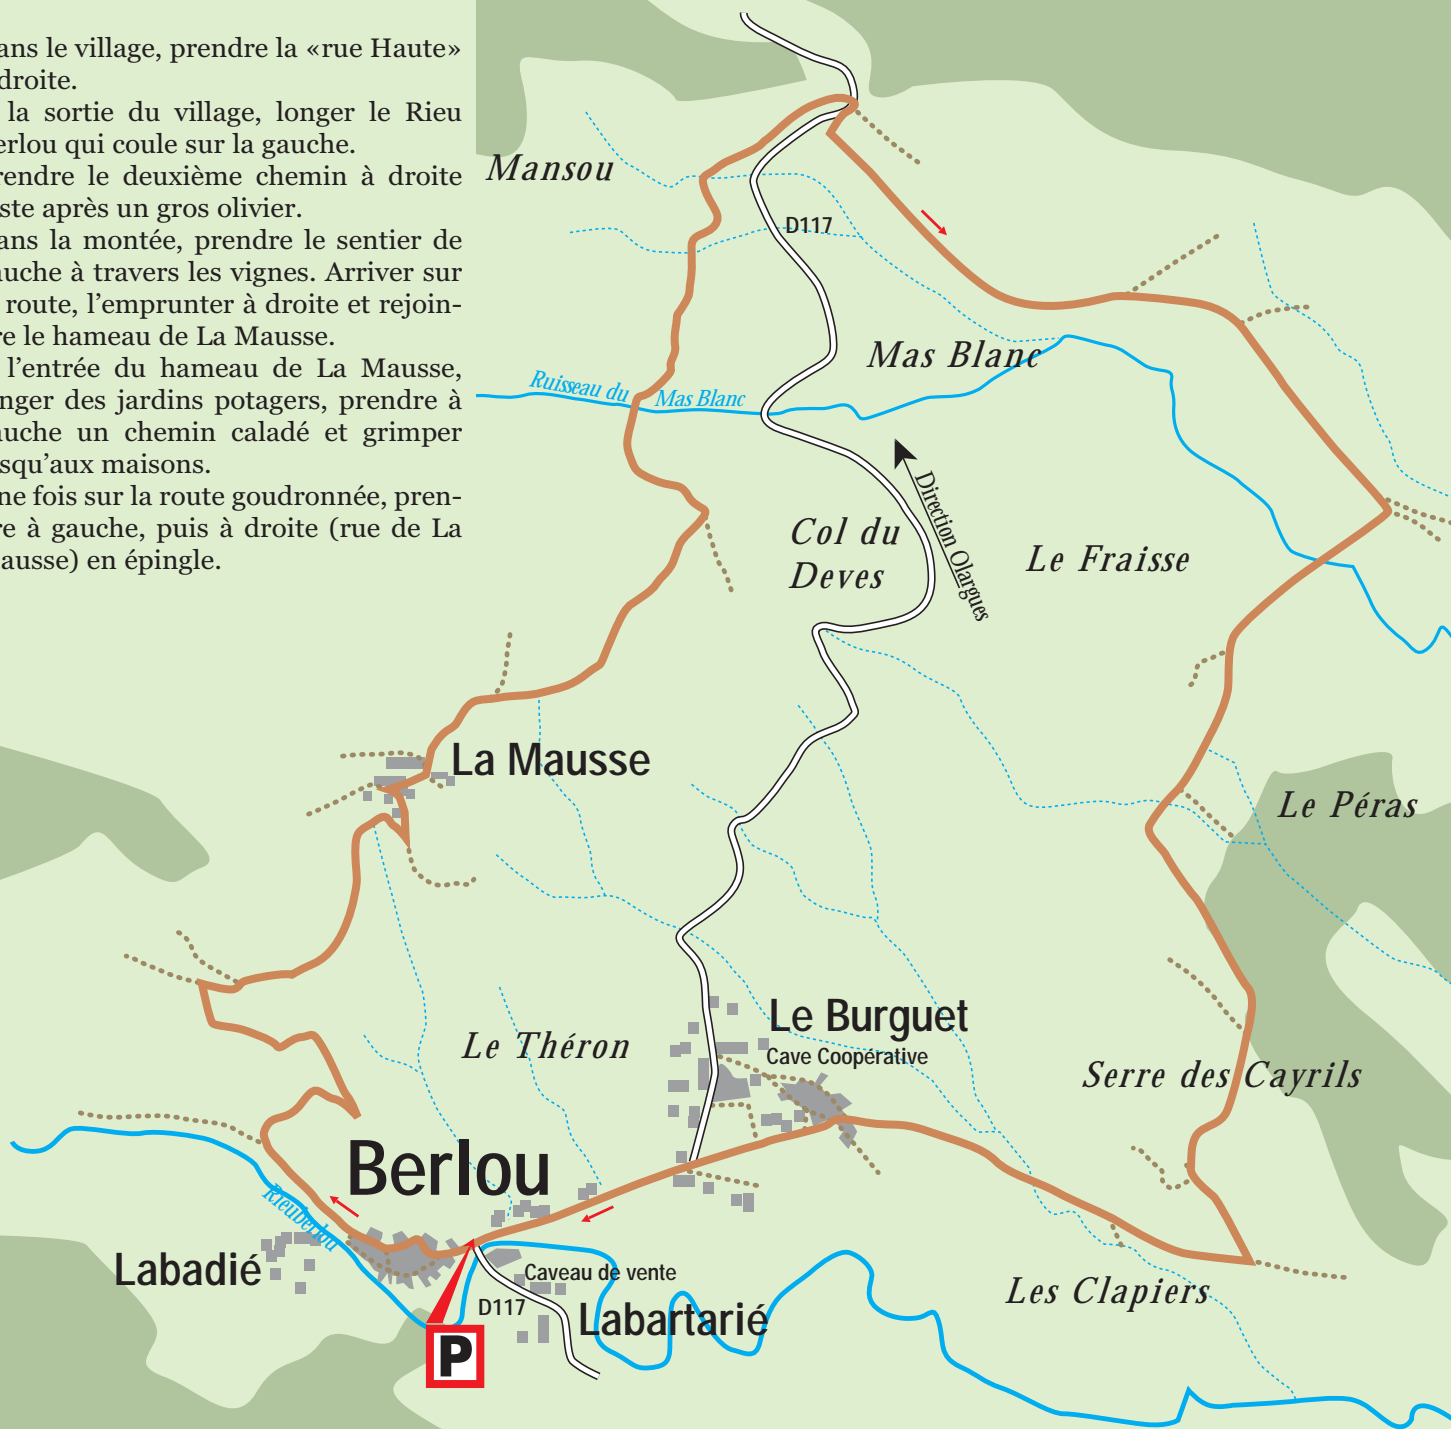 ans le village, prendre la «rue Haute»
droite.
la sortie du village, longer le Rieu
erlou qui coule sur la gauche.
rendre le deuxième chemin à droite
ste après un gros olivier.
ans la montée, prendre le sentier de
uche à travers les vignes. Arriver sur
route, l'emprunter à droite et rejoin-
re le hameau de La Mausse.
l'entrée du hameau de La Mausse,
nger des jardins potagers, prendre à
uche un chemin caladé et grimper
squ'aux maisons.
ne fois sur la route goudronnée, pren-
re à gauche, puis à droite (rue de La
ausse) en épingle.
Mansou
D117
Mas Blanc
Ruisseau du Mas Blanc
Direction Olargues
Col du
Deves
Le Fraisse
La Mausse
Le Péras
Le Burguet
Cave Coopérative
Le Théron
Serre des Cayrils
Berlou
Rieuberlou
Labadié
Caveau de vente
D117
Labartarié
Les Clapiers
P